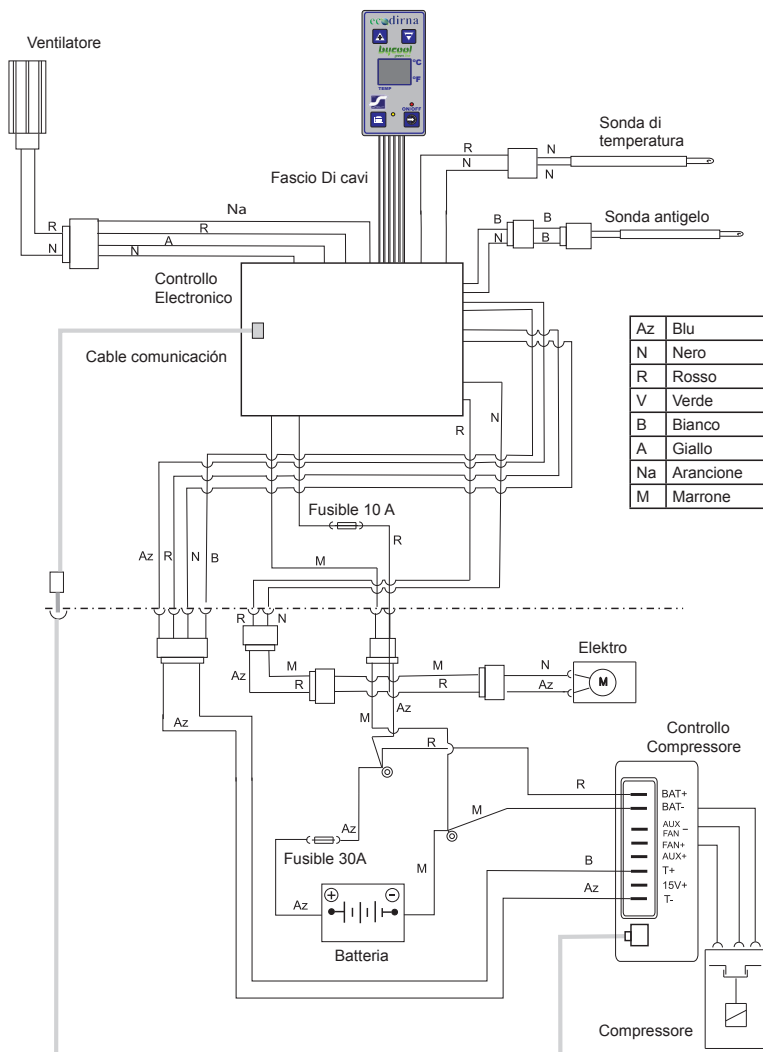 ecodirna
bycool
green line
°C
°F
TEMP
ON/OFF
Ventilatore
Sonda di
temperatura
R
N
N
N
Fascio Di cavi
Na
R
A
N
R
N
B
N
B
B
Sonda antigelo
Controllo
Electronico
Cable comunicación
Az Blu
N Nero
R Rosso
V Verde
B Bianco
A Giallo
Na Arancione
M Marrone
R
N
Fusible 10 A
R
Az
R
N
B
M
R
N
Elektro
Az
M
R
M
R
N
Az
M
Az
M
Az
R
Controllo
Compressore
R
M
BAT+
BAT-
AUX
FAN –
FAN+
AUX+
T+
15V+
T-
Az
Fusible 30A
M
B
Az
Az
+
-
Batteria
Compressore